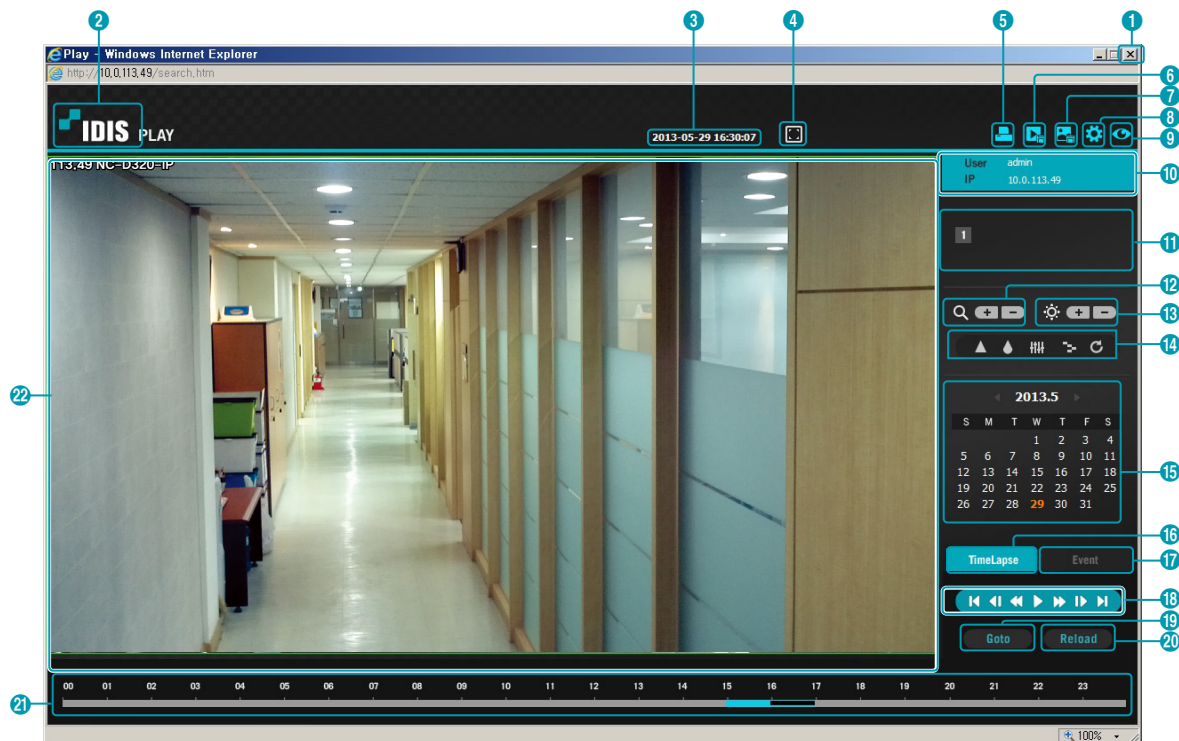 2 3 4 5 1
Play - Windows Internet Explorer
http://10.0.113.49/search.htm
6
7
8
9
IDIS PLAY
2013-05-29 16:30:07
113.49 NC-D320-IP
User admin
IP 10.0.113.49
10
1
11
12
13
14
2013.5
S M T W T F S
1 2 3 4
5 6 7 8 9 10 11
12 13 14 15 16 17 18
19 20 21 22 23 24 25
26 27 28 29 30 31
15
22
16
TimeLapse Event
17
18
19
Goto Reload
20
00 01 02 03 04 05 06 07 08 09 10 11 12 13 14 15 16 17 18 19 20 21 22 23
21
100%